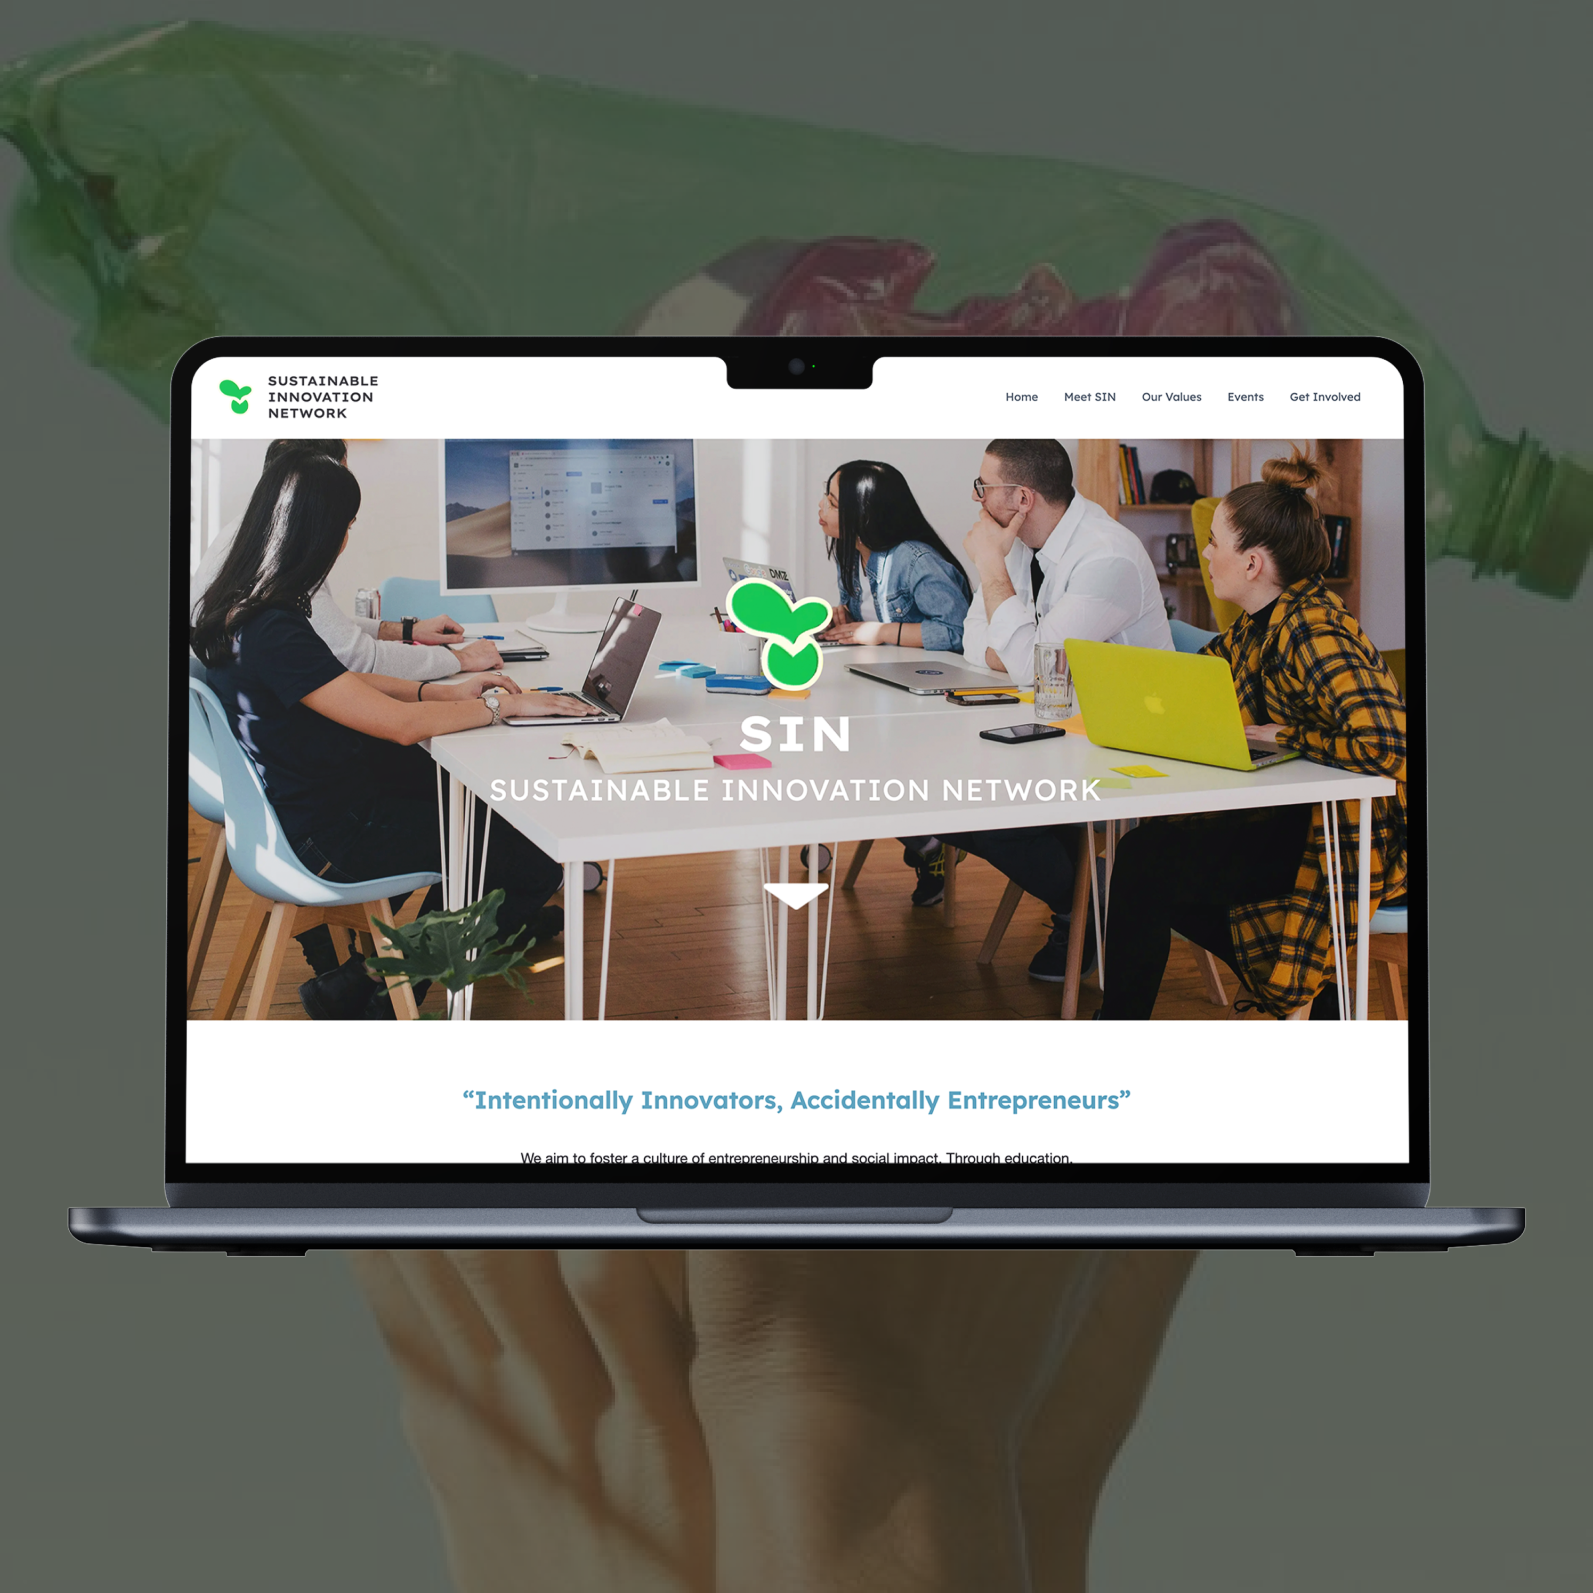 SUSTAINABLE
INNOVATION
NETWORK
Home Meet SIN Our Values Events Get Involved
DMZ
SIN
SUSTAINABLE INNOVATION NETWORK
“Intentionally Innovators, Accidentally Entrepreneurs”
We aim to foster a culture of entrepreneurship and social impact. Through education,